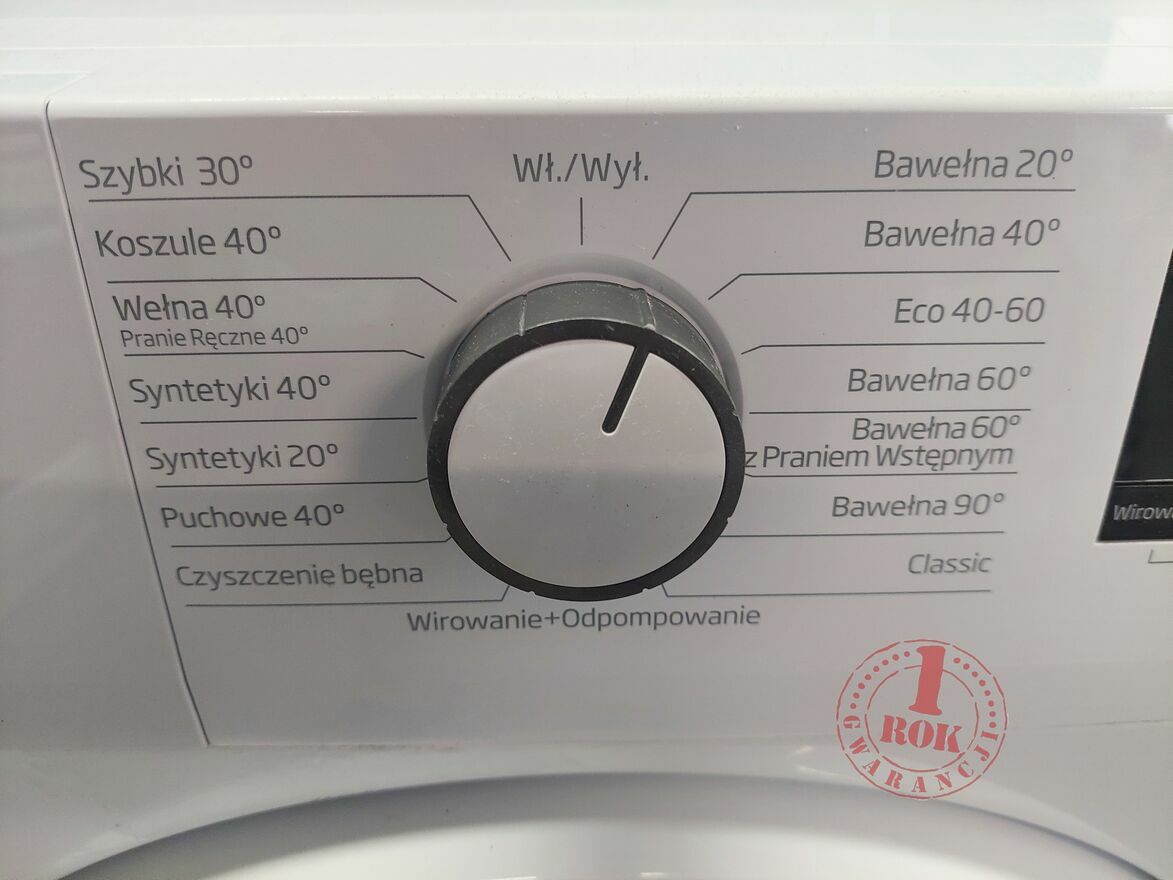 Wł./Wył.
Szybki 30°
Koszule 40°
Wełna 40°
Pranie Ręczne 40°
Syntetyki 40°
Syntetyki 20°
Puchowe 40°
Czyszczenie bębna
Bawełna 20°
Bawełna 40°
Eco 40-60
Bawełna 60°
Bawełna 60°
z Praniem Wstępnym
Bawełna 90°
Classic
Wirowanie+Odpompowanie
1
ROK
GWARANCJI